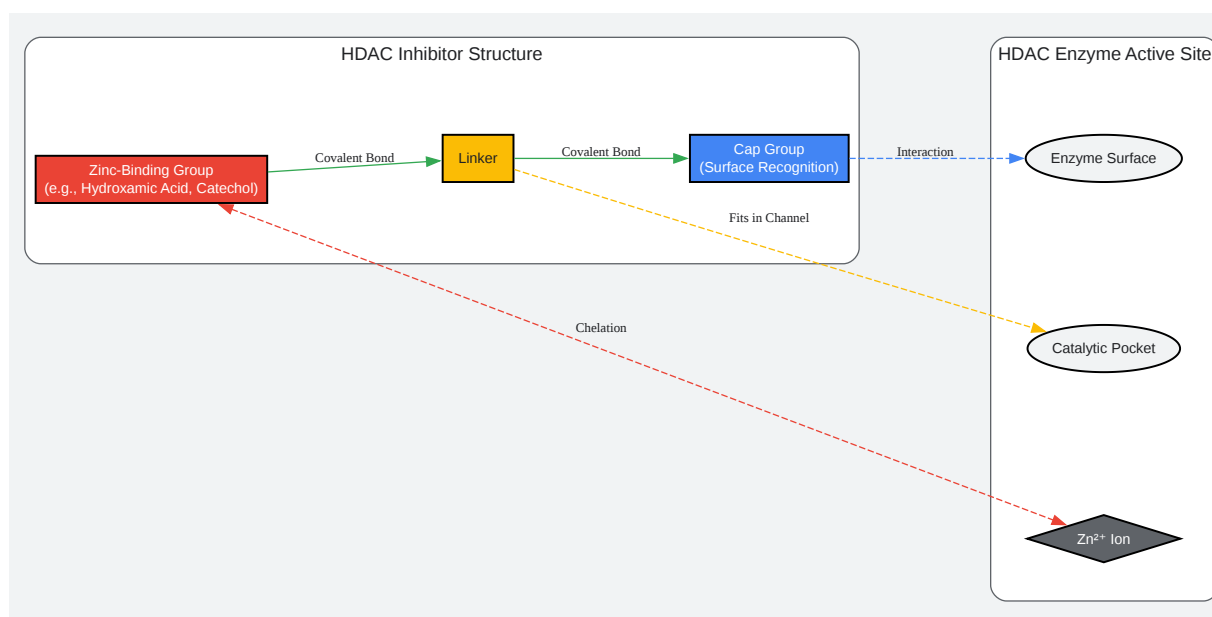 HDAC Inhibitor Structure
HDAC Enzyme Active Site
Zinc-Binding Group
(e.g., Hydroxamic Acid, Catechol)
Covalent Bond
Linker
Covalent Bond
Cap Group
(Surface Recognition)
Interaction
Enzyme Surface
Fits in Channel
Chelation
Catalytic Pocket
Zn²⁺ Ion